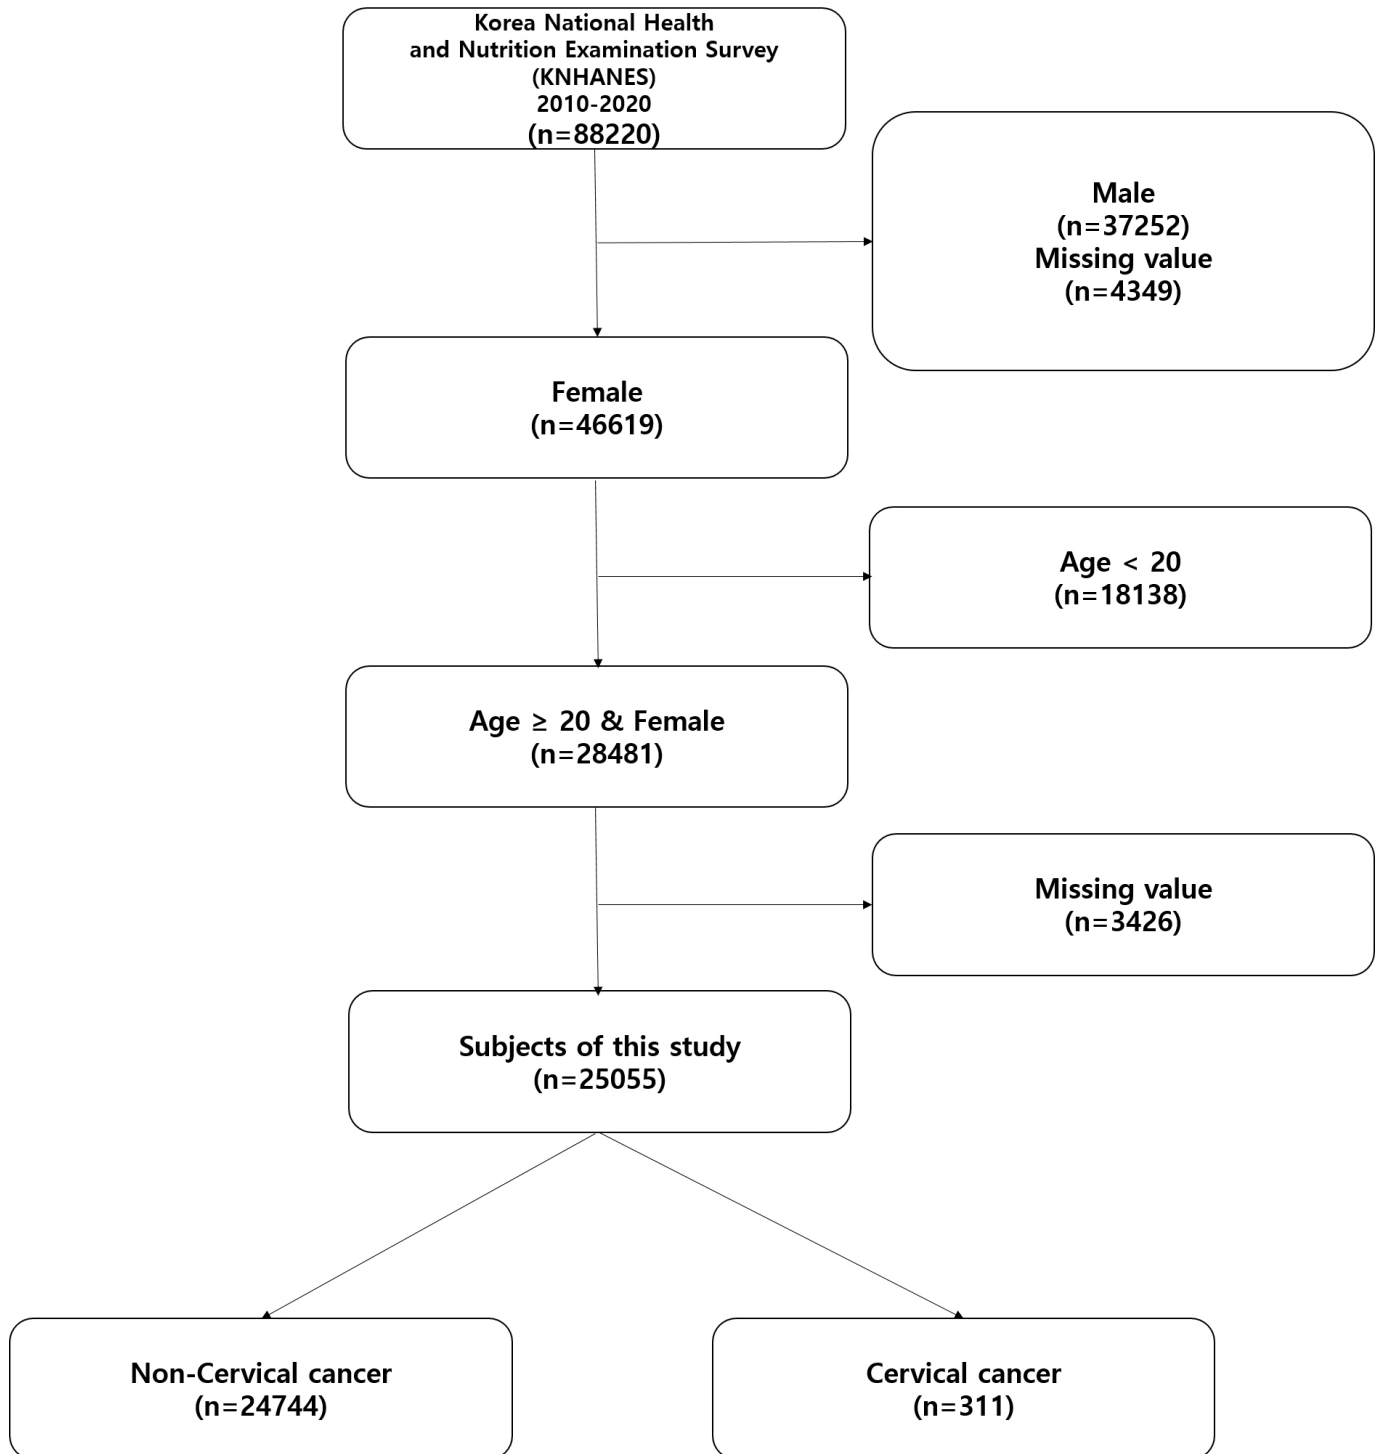 Korea National Health
and Nutrition Examination Survey
(KNHANES)
2010-2020
(n=88220)
Male
(n=37252)
Missing value
(n=4349)
Female
(n=46619)
Age < 20
(n=18138)
Age ≥ 20 & Female
(n=28481)
Missing value
(n=3426)
Subjects of this study
(n=25055)
Non-Cervical cancer
(n=24744)
Cervical cancer
(n=311)